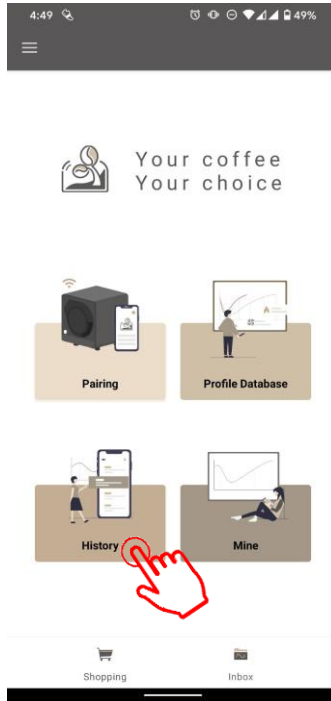 4:49
49%
Your coffee
Your choice
Pairing
Profile Database
History
Mine
Shopping
Inbox